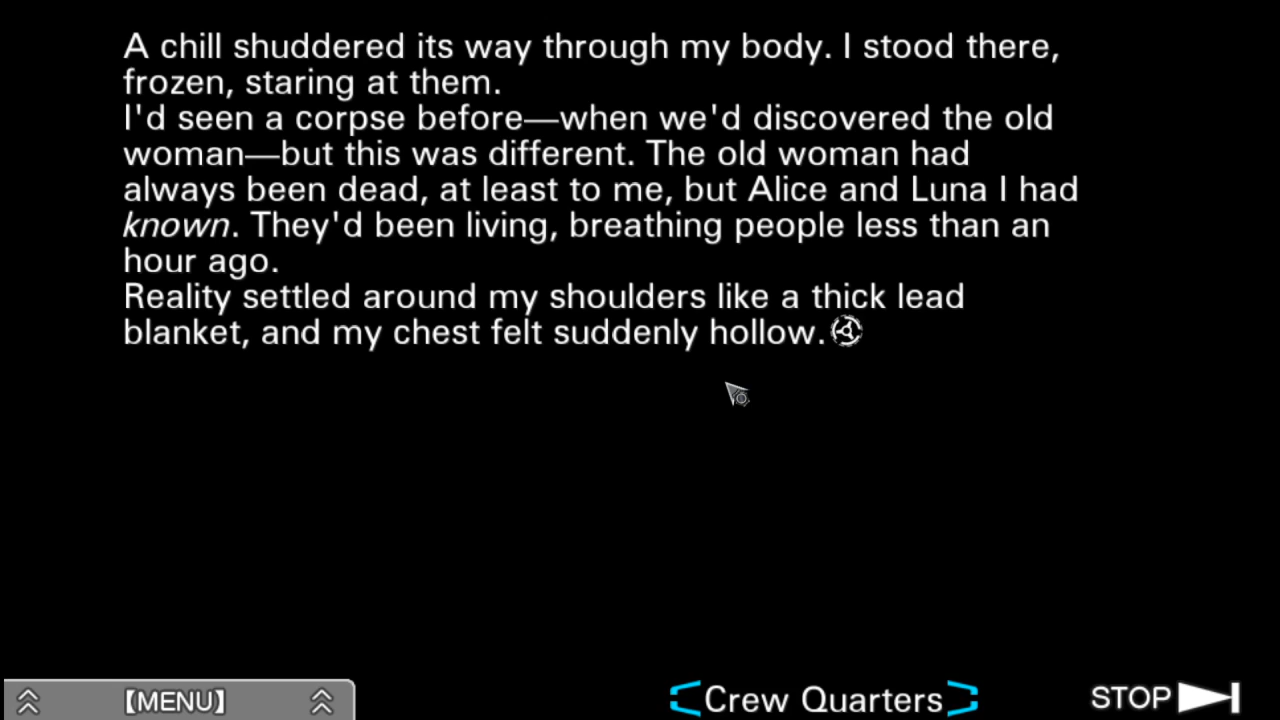 A chill shuddered its way through my body. I stood there,
frozen, staring at them.
I'd seen a corpse before—when we'd discovered the old
woman—but this was different. The old woman had
always been dead, at least to me, but Alice and Luna I had
known. They'd been living, breathing people less than an
hour ago.
Reality settled around my shoulders like a thick lead
blanket, and my chest felt suddenly hollow.
【MENU】
Crew Quarters
STOP